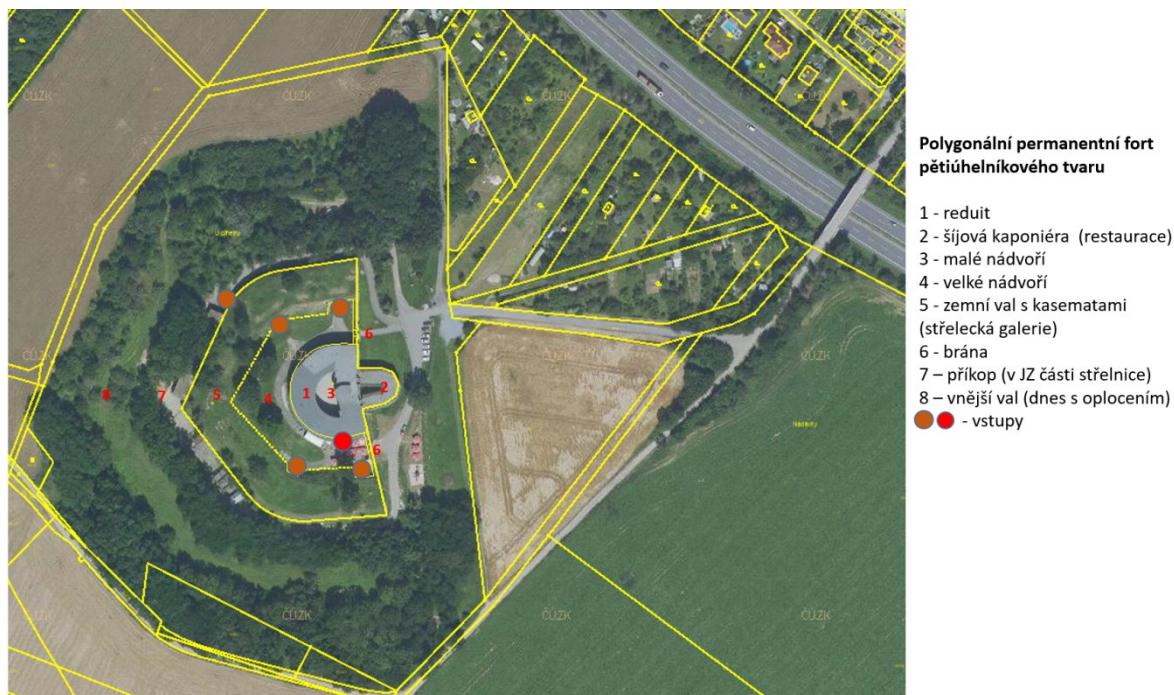 ČÚZK ČÚZK ČÚZK
Polygonální permanentní fort
pětiúhelníkového tvaru
1 - reduit
2 - šíjová kaponiéra (restaurace)
3 - malé nádvoří
4 - velké nádvoří
5 - zemní val s kasematami
(střelecká galerie)
6 - brána
7 – příkop (v JZ části střelnice)
8 – vnější val (dnes s oplocením)
- vstupy
6
8 7 5 4 1 3 2
6
ČÚZK ČÚZK ČÚZK
ČÚZK ČÚZK ČÚZK